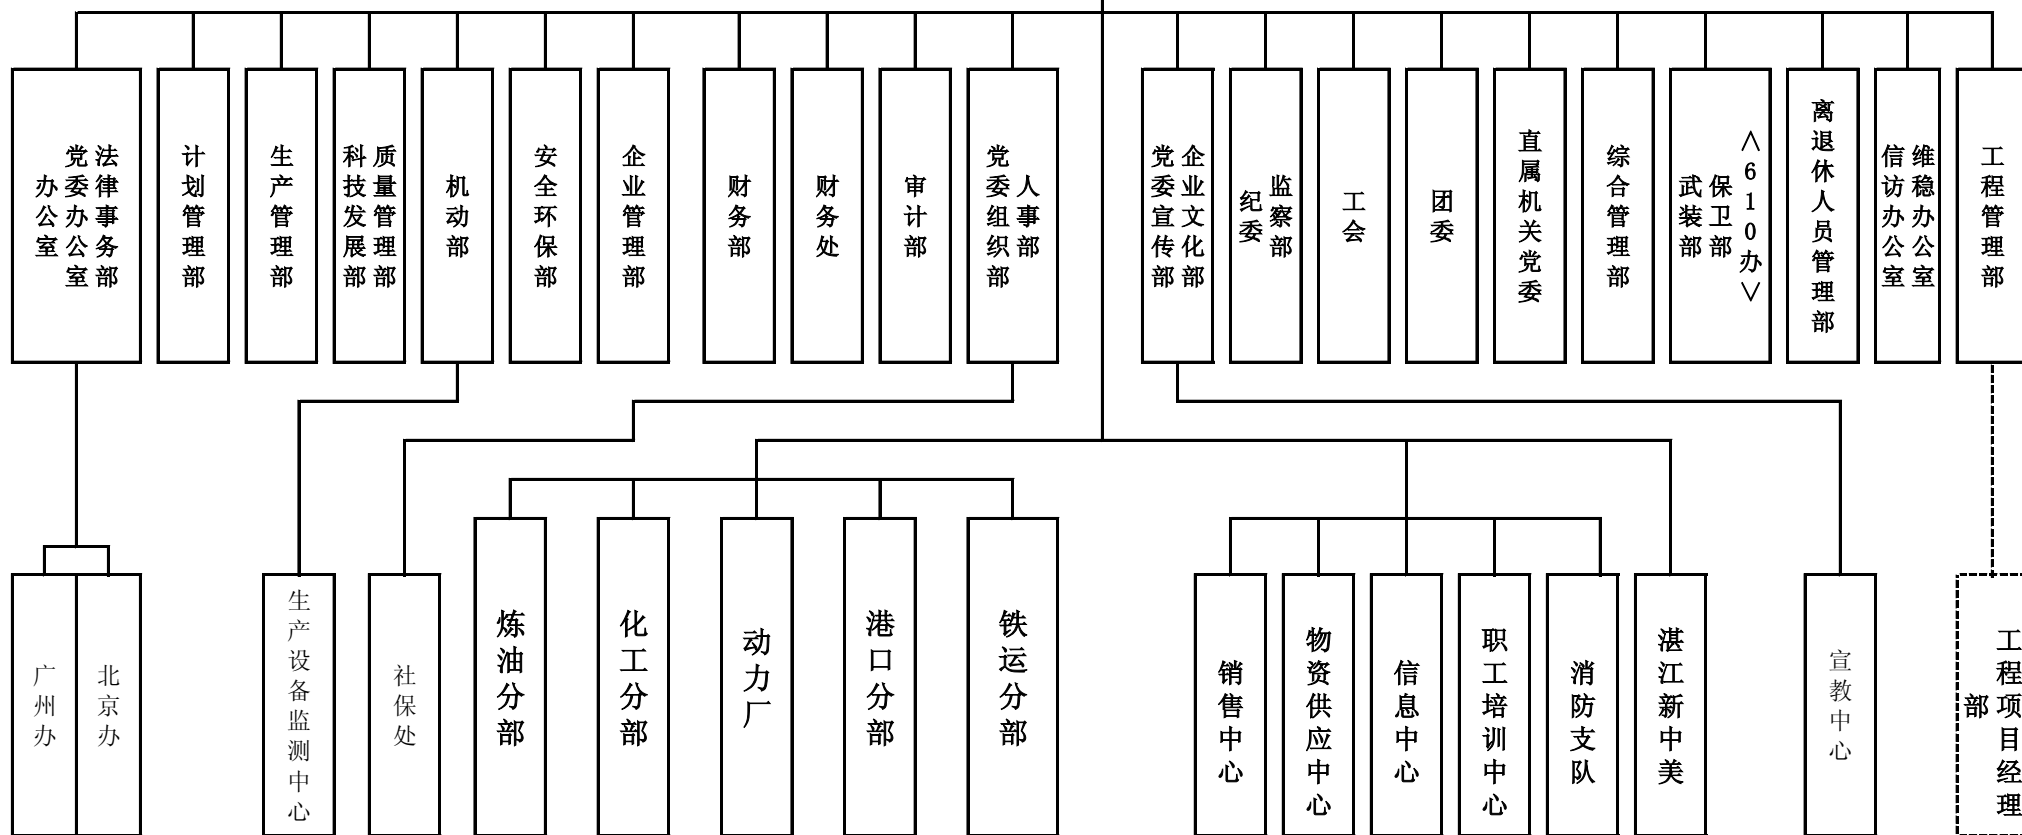 办公室
党委办公室
法律事务部
计划管理部
生产管理部
科技发展部
质量管理部
机动部
安全环保部
企业管理部
财务部
财务处
审计部
党委组织部
人事部
党委宣传部
企业文化部
纪委
监察部
工会
团委
直属机关党委
综合管理部
武装部
保卫部
<610办>
离退休人员管理部
信访办公室
维稳办公室
工程管理部
广州办
北京办
生产设备监测中心
社保处
炼油分部
化工分部
动力厂
港口分部
铁运分部
销售中心
物资供应中心
信息中心
职工培训中心
消防支队
湛江新中美
宣教中心
工程项目经理
部